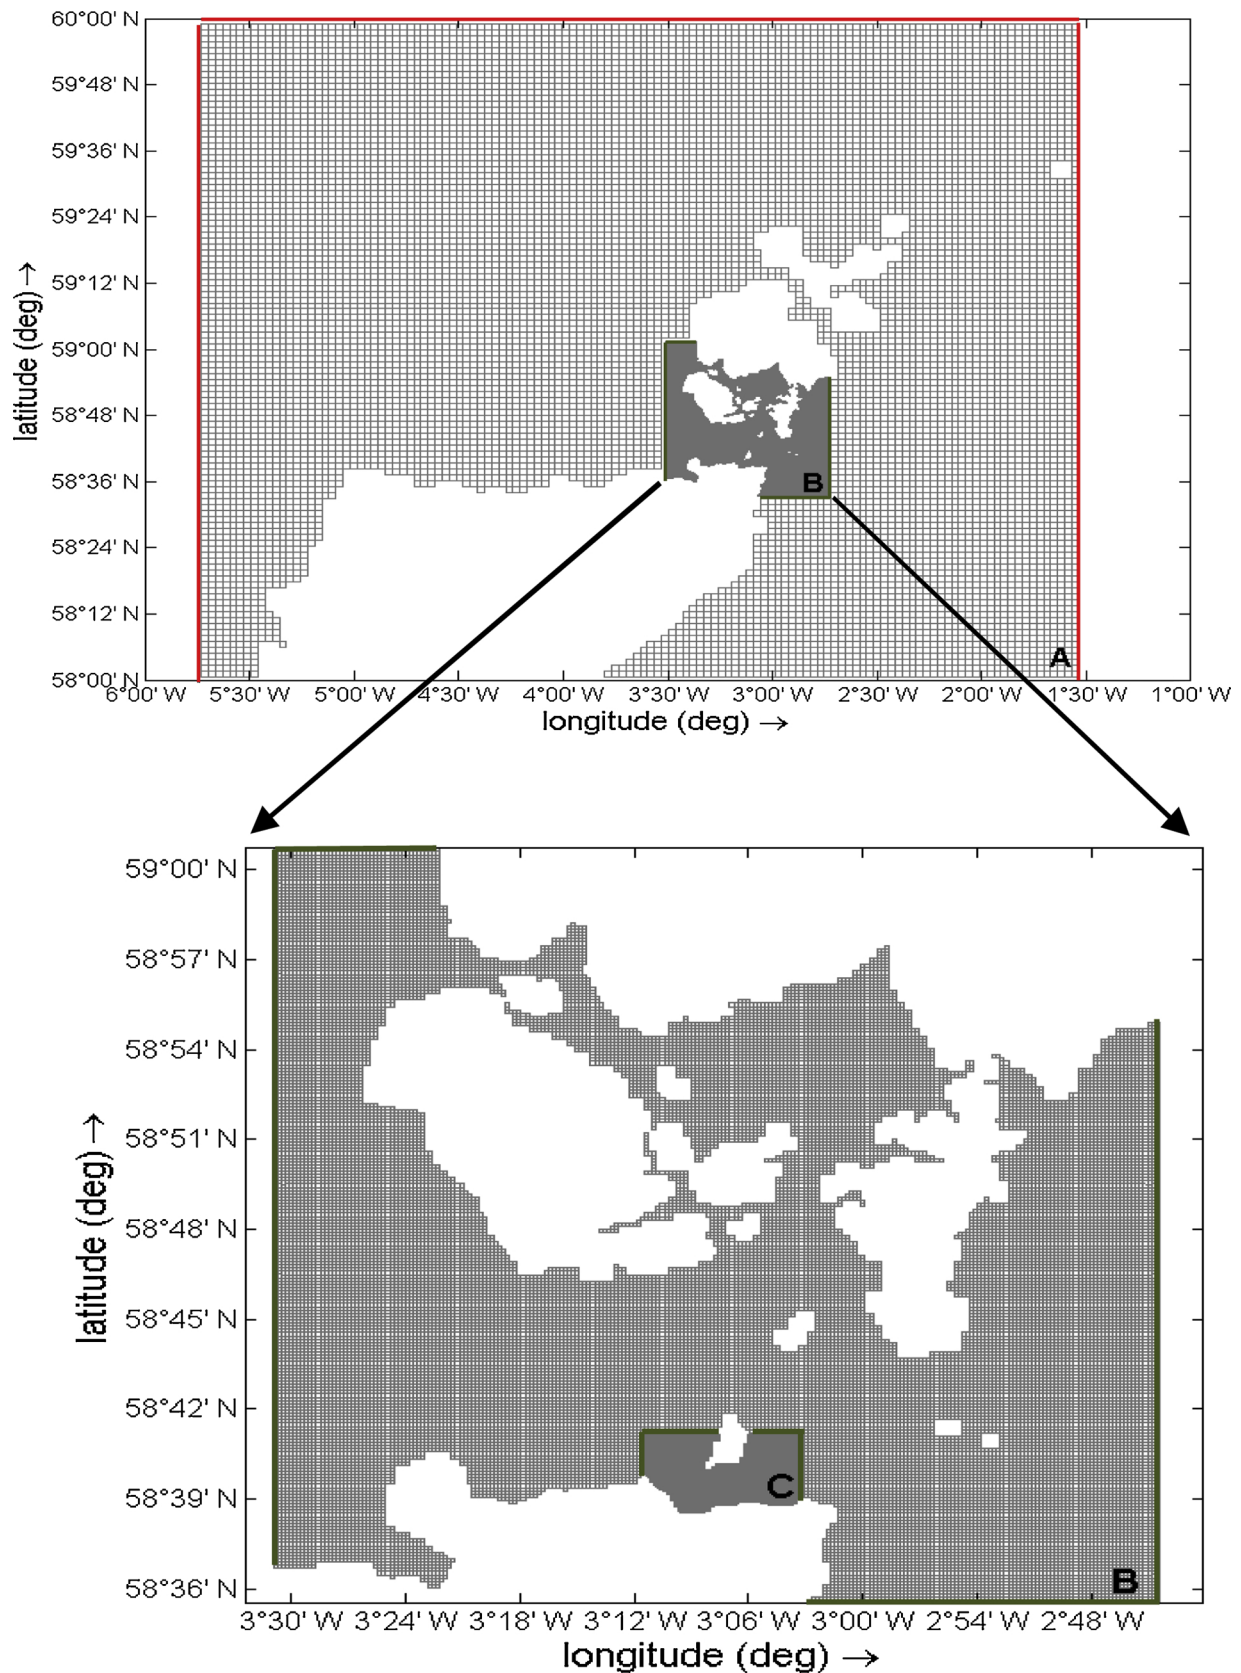 60°00' N
59°48' N
59°36' N
59°24' N
59°12' N
59°00' N
58°48' N
58°36' N
58°24' N
58°12' N
58°00' N
latitude (deg) →
B
A
6°00' W 5°30' W 5°00' W 4°30' W 4°00' W 3°30' W 3°00' W 2°30' W 2°00' W 1°30' W 1°00' W
longitude (deg) →
59°00' N
58°57' N
58°54' N
58°51' N
58°48' N
58°45' N
58°42' N
58°39' N
58°36' N
latitude (deg) →
C
B
3°30' W 3°24' W 3°18' W 3°12' W 3°06' W 3°00' W 2°54' W 2°48' W
longitude (deg) →